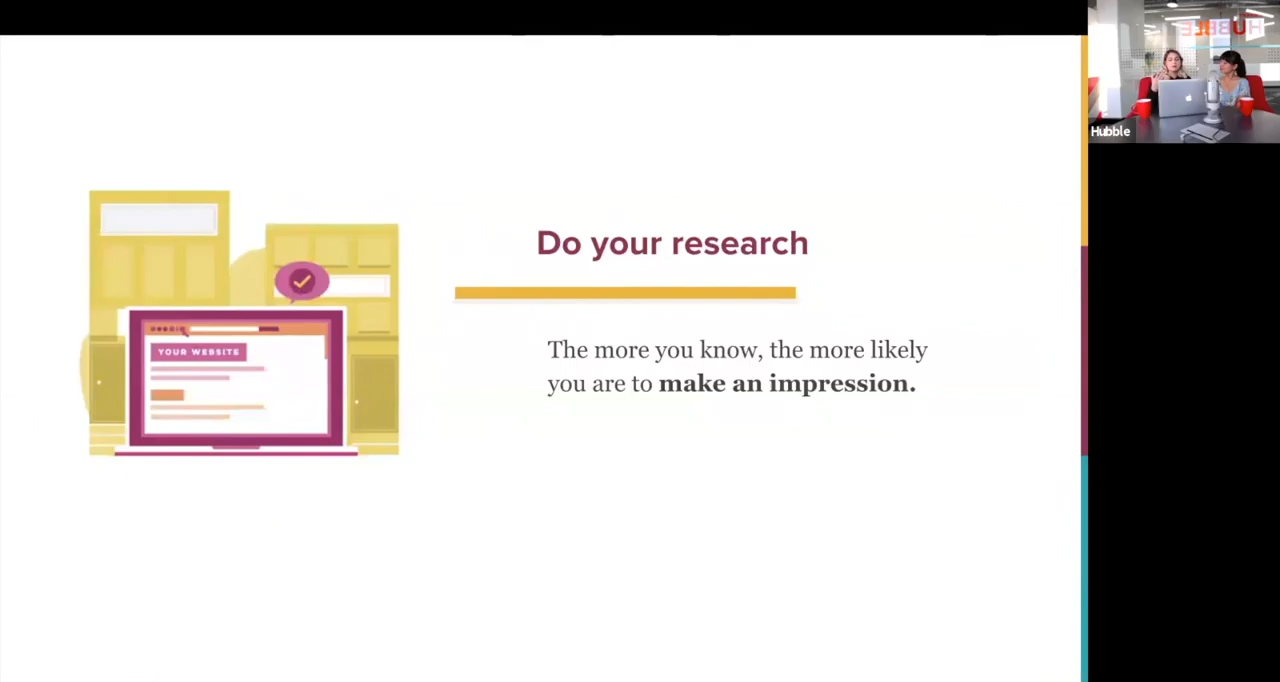 Do your research
The more you know, the more likely
you are to make an impression.
YOUR WEBSITE
HUBBLE
Hubble